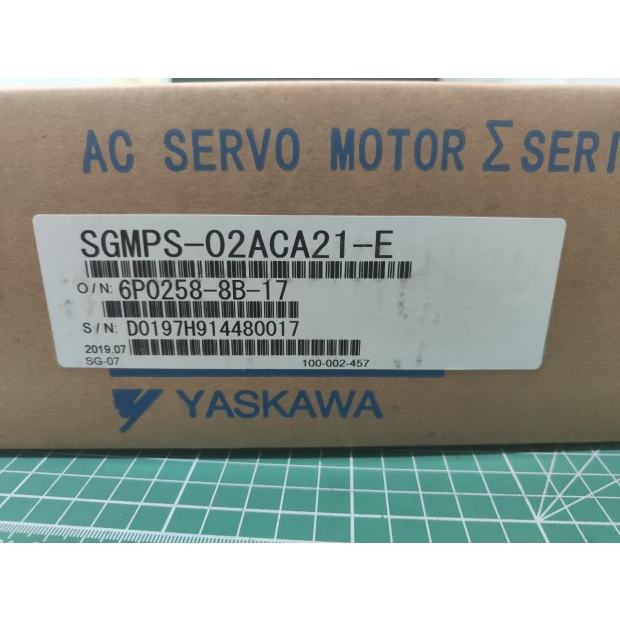 AC SERVO MOTOR Σ SERI
SGMPS-02ACA21-E
O/N: 6P0258-8B-17
S/N: D0197H914480017
2019.07
SG-07 100-002-457
YASKAWA